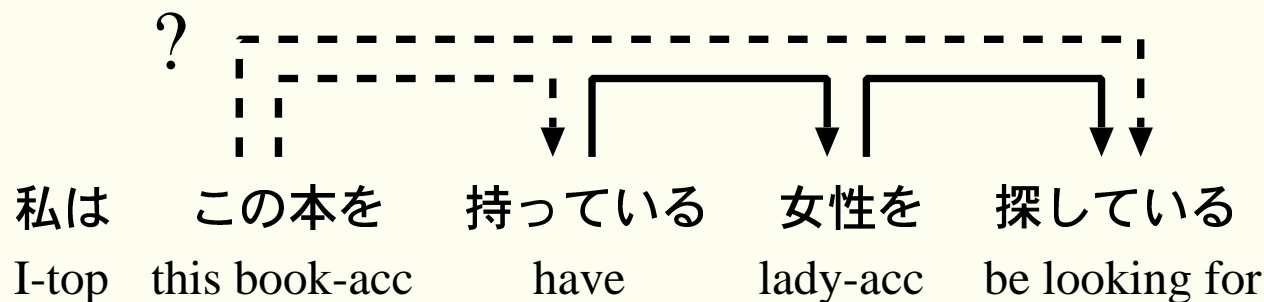 ?
私は この本を 持っている 女性を 探している
I-top this book-acc have lady-acc be looking for